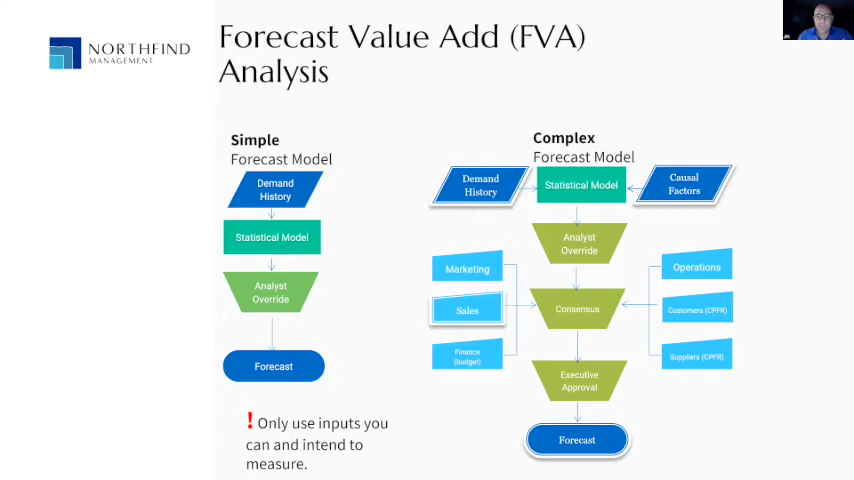 NORTHFIND
MANAGEMENT
Forecast Value Add (FVA)
Analysis
Simple
Forecast Model
Demand
History
Statistical Model
Analyst
Override
Forecast
! Only use inputs you
can and intend to
measure.
Complex
Forecast Model
Demand
History
Statistical Model
Causal
Factors
Analyst
Override
Marketing
Sales
Finance
(budget)
Consensus
Operations
Customers (CPFR)
Suppliers (CPFR)
Executive
Approval
Forecast